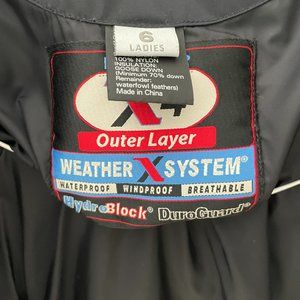 6
LADIES
100% NYLON
INSULATION
GOOSE DOWN
(Minimum 70% down
Remainder:
waterfowl feathers)
Made in China
X4
Outer Layer
WEATHER X SYSTEM®
WATERPROOF WINDPROOF BREATHABLE
HydroBlock® DuroGuard®